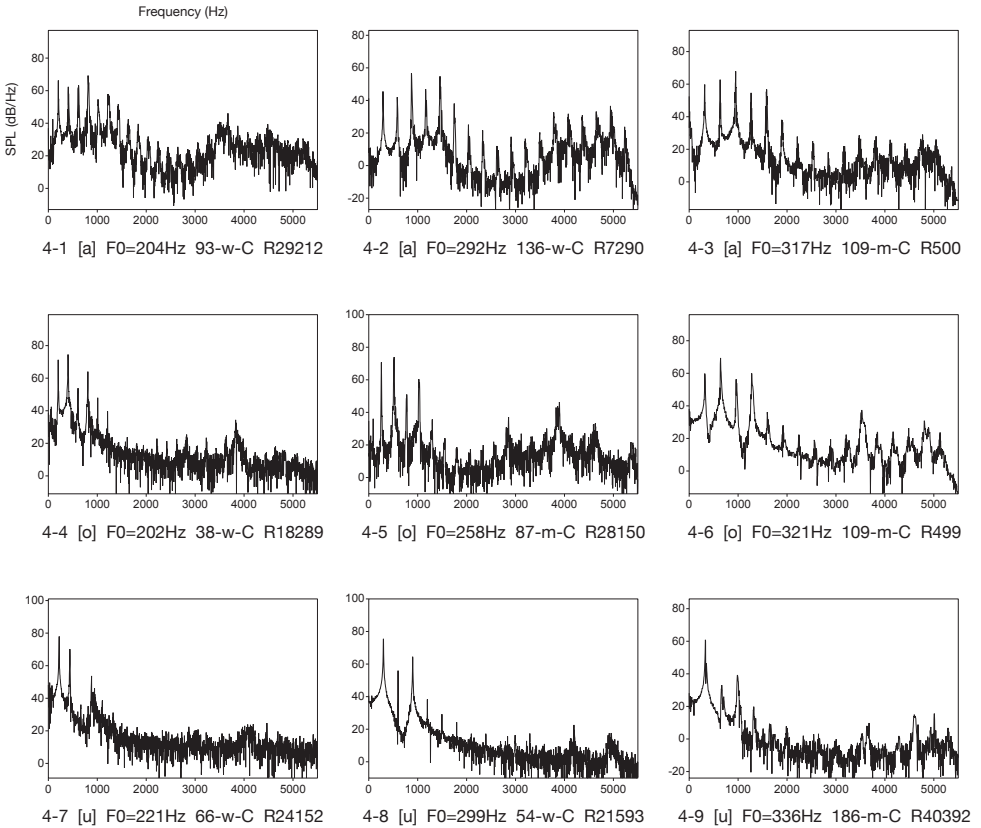 Frequency (Hz)
SPL (dB/Hz)
80
60
40
20
0
0 1000 2000 3000 4000 5000
4-1 [a] F0=204Hz 93-w-C R29212
80
60
40
20
0
-20
0 1000 2000 3000 4000 5000
4-2 [a] F0=292Hz 136-w-C R7290
80
60
40
20
0
0 1000 2000 3000 4000 5000
4-3 [a] F0=317Hz 109-m-C R500
80
60
40
20
0
0 1000 2000 3000 4000 5000
4-4 [o] F0=202Hz 38-w-C R18289
100
80
60
40
20
0
0 1000 2000 3000 4000 5000
4-5 [o] F0=258Hz 87-m-C R28150
80
60
40
20
0
0 1000 2000 3000 4000 5000
4-6 [o] F0=321Hz 109-m-C R499
100
80
60
40
20
0
0 1000 2000 3000 4000 5000
4-7 [u] F0=221Hz 66-w-C R24152
100
80
60
40
20
0
0 1000 2000 3000 4000 5000
4-8 [u] F0=299Hz 54-w-C R21593
80
60
40
20
0
-20
0 1000 2000 3000 4000 5000
4-9 [u] F0=336Hz 186-m-C R40392